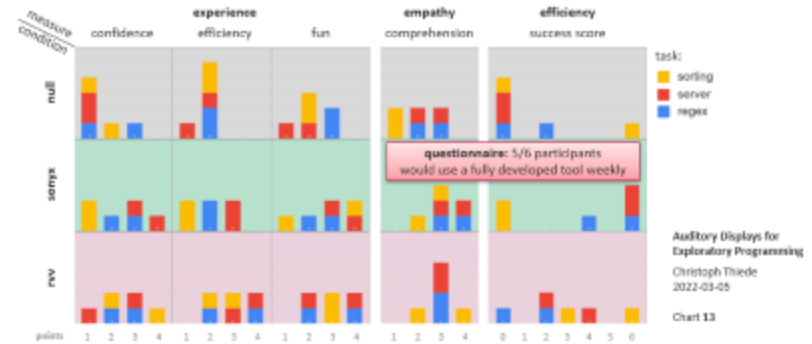 measure
condition
experience
empathy
efficiency
confidence
efficiency
fun
comprehension
success score
task:
sorting
server
regex
null
sonyx
rvv
questionnaire: 5/6 participants
would use a fully developed tool weekly
points
1 2 3 4
1 2 3 4
1 2 3 4
1 2 3 4
0 1 2 3 4 5 6
Auditory Displays for
Exploratory Programming
Christoph Thiede
2022-03-05
Chart 13